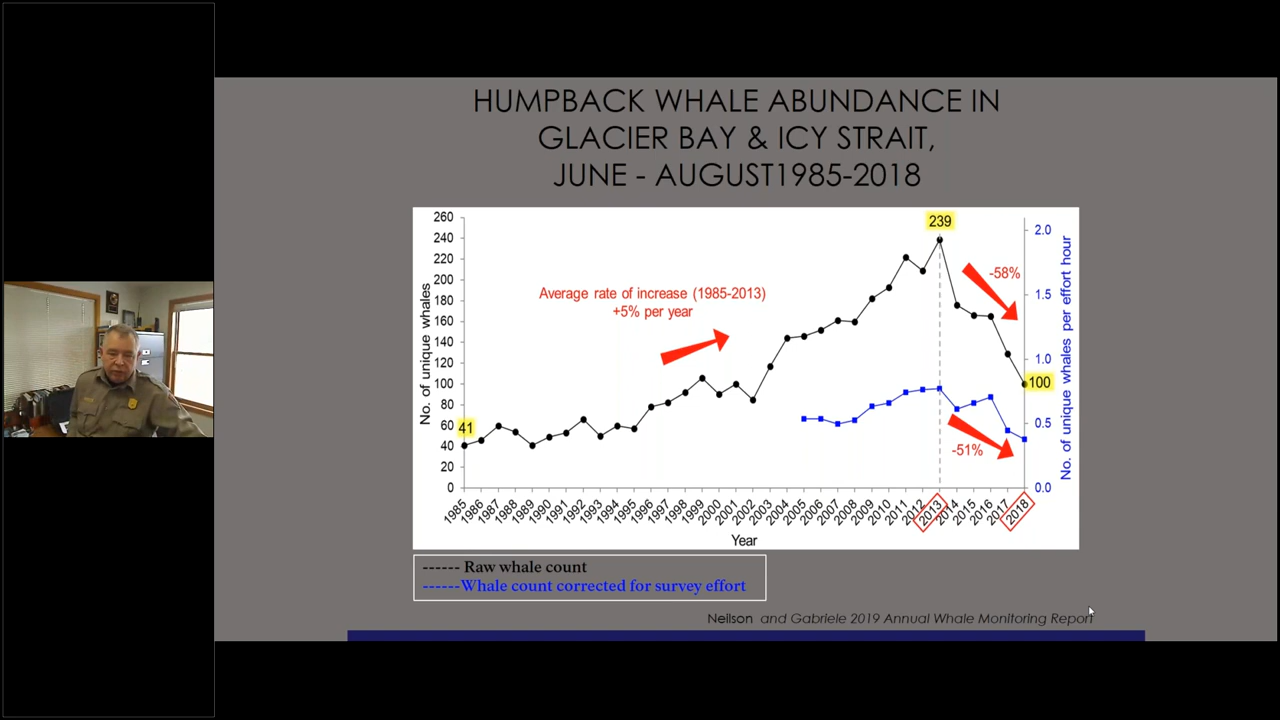 HUMPBACK WHALE ABUNDANCE IN
GLACIER BAY & ICY STRAIT,
JUNE - AUGUST1985-2018
No. of unique whales
260
240
220
200
180
160
140
120
100
80
60
40
20
0
41
Average rate of increase (1985-2013)
+5% per year
239
-58%
100
-51%
2.0
1.5
1.0
0.5
0.0
No. of unique whales per effort hour
1985 1986 1987 1988 1989 1990 1991 1992 1993 1994 1995 1996 1997 1998 1999 2000 2001 2002 2003 2004 2005 2006 2007 2008 2009 2010 2011 2012 2013 2014 2015 2016 2017 2018
Year
------ Raw whale count
------Whale count corrected for survey effort
Neilson and Gabriele 2019 Annual Whale Monitoring Report